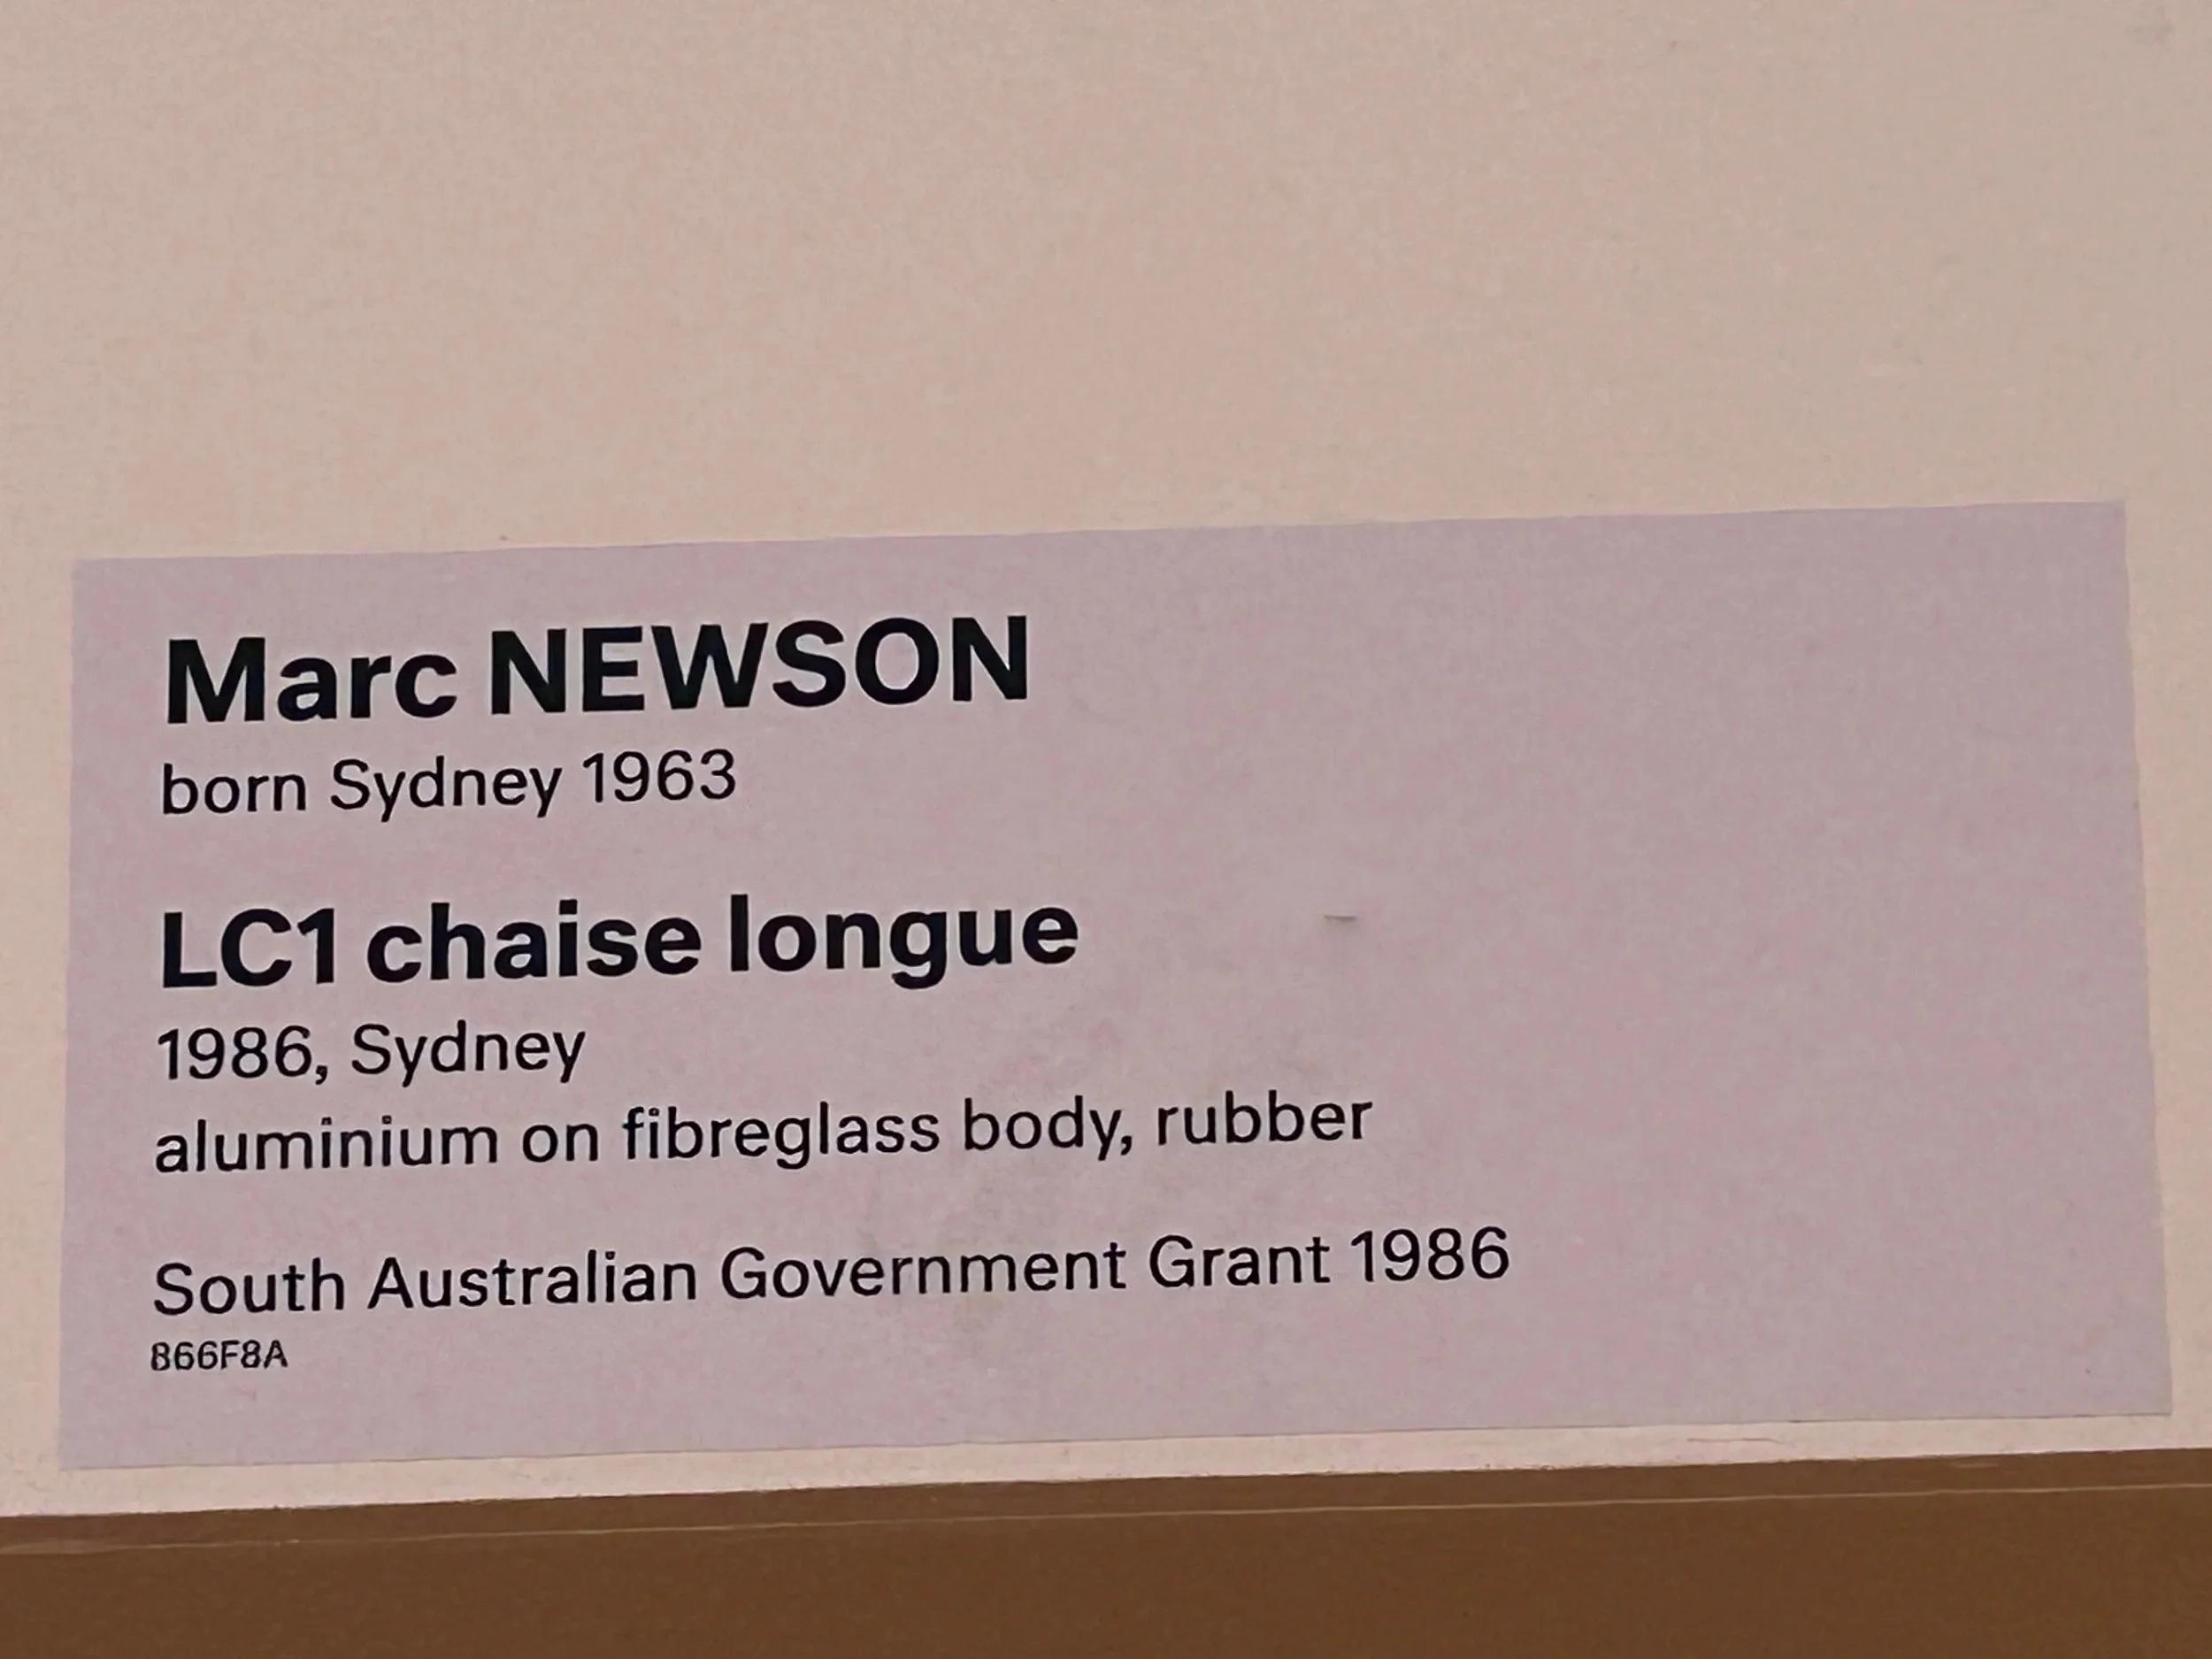 Marc NEWSON
born Sydney 1963
LC1 chaise longue
1986, Sydney
aluminium on fibreglass body, rubber
South Australian Government Grant 1986
866F8A